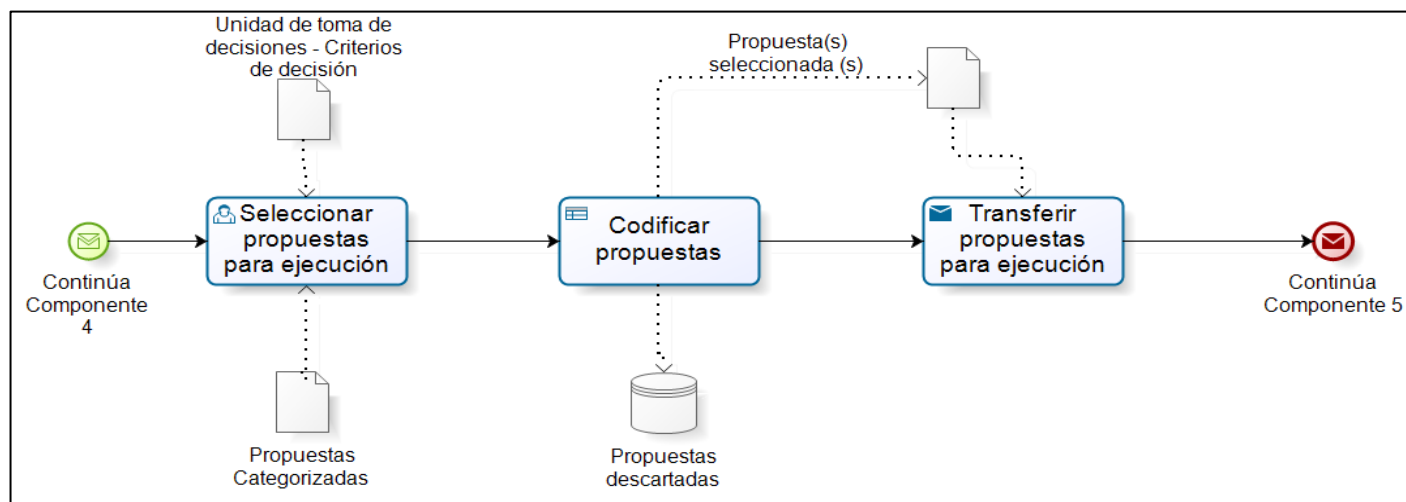 Unidad de toma de
decisiones - Criterios
de decisión
Propuesta(s)
seleccionada (s)
Seleccionar
propuestas
para ejecución
Codificar
propuestas
Transferir
propuestas
para ejecución
Continúa
Componente
4
Continúa
Componente 5
Propuestas
Categorizadas
Propuestas
descartadas